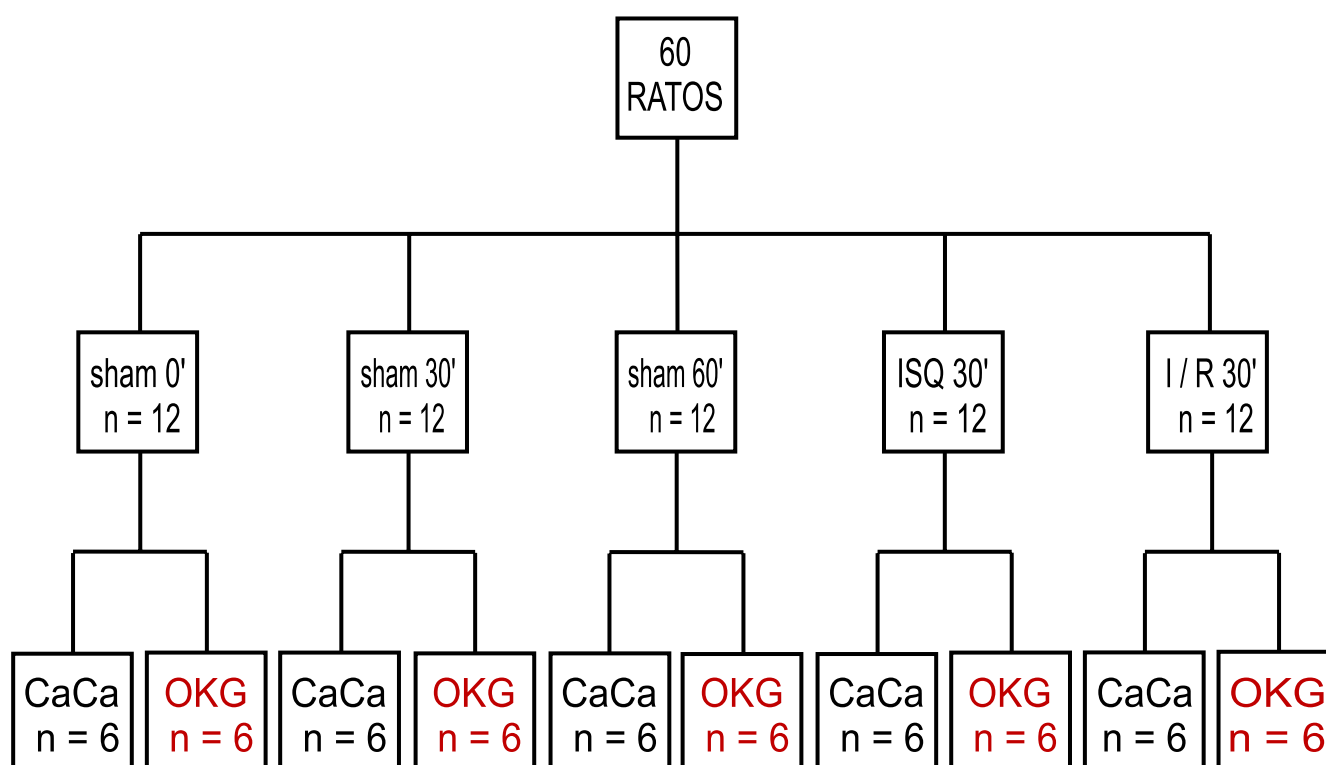 60
RATOS
sham 0'
n = 12
sham 30'
n = 12
sham 60'
n = 12
ISQ 30'
n = 12
I / R 30'
n = 12
CaCa
n = 6
OKG
n = 6
CaCa
n = 6
OKG
n = 6
CaCa
n = 6
OKG
n = 6
CaCa
n = 6
OKG
n = 6
CaCa
n = 6
OKG
n = 6